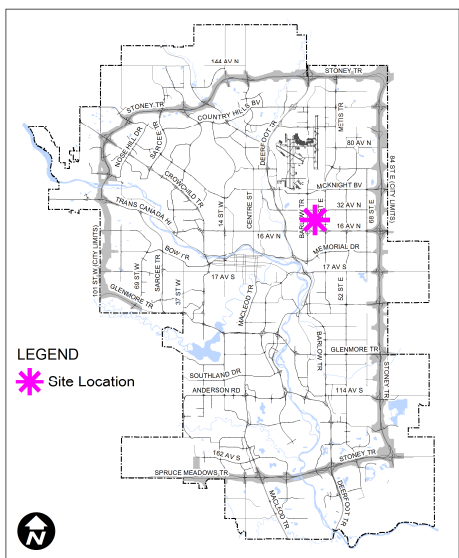 144 AV N
STONEY TR
STONEY TR
COUNTRY HILLS BV
DEERFOOT TR
METIS TR
NOSE HILL DR
SARCEE TR
80 AV N
84 ST E (CITY LIMITS)
CROWCHILD TR
MCKNIGHT BV
TRANS CANADA HI
14 ST W
CENTRE ST
BARLOW TR
32 AV N
68 ST E
16 AV N
16 AV N
101 ST W (CITY LIMITS)
69 ST W
SARCEE TR
BOW TR
37 ST W
MEMORIAL DR
17 AV S
17 AV S
GLENMORE TR
MACLEOD TR
52 ST E
BARLOW TR
GLENMORE TR
LEGEND
Site Location
SOUTHLAND DR
ANDERSON RD
114 AV S
STONEY TR
162 AV S
STONEY TR
SPRUCE MEADOWS TR
MACLEOD TR
DEERFOOT TR
N